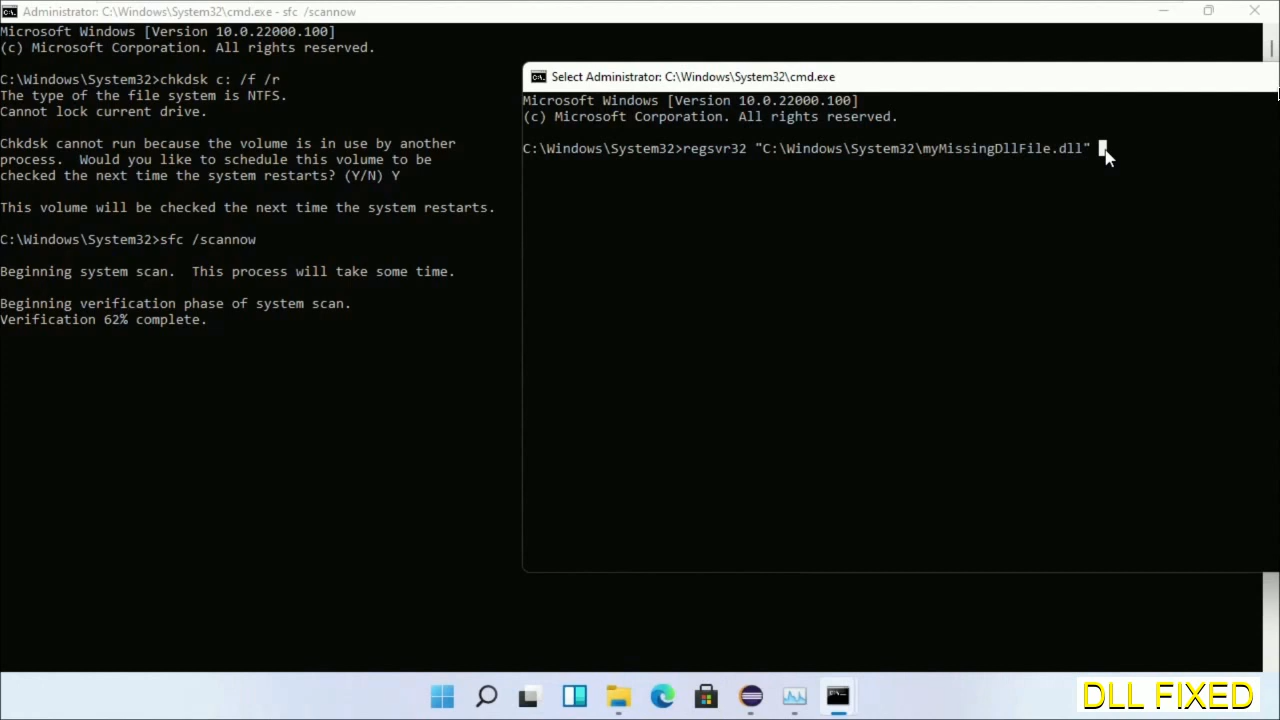 Administrator: C:\Windows\System32\cmd.exe - sfc /scannow
Microsoft Windows [Version 10.0.22000.100]
(c) Microsoft Corporation. All rights reserved.
C:\Windows\System32>chkdsk c: /f /r
The type of the file system is NTFS.
Cannot lock current drive.
Chkdsk cannot run because the volume is in use by another
process.  Would you like to schedule this volume to be
checked the next time the system restarts? (Y/N) Y
This volume will be checked the next time the system restarts.
C:\Windows\System32>sfc /scannow
Beginning system scan.  This process will take some time.
Beginning verification phase of system scan.
Verification 62% complete.
Select Administrator: C:\Windows\System32\cmd.exe
Microsoft Windows [Version 10.0.22000.100]
(c) Microsoft Corporation. All rights reserved.
C:\Windows\System32>regsvr32 "C:\Windows\System32\myMissingDllFile.dll"
DLL FIXED